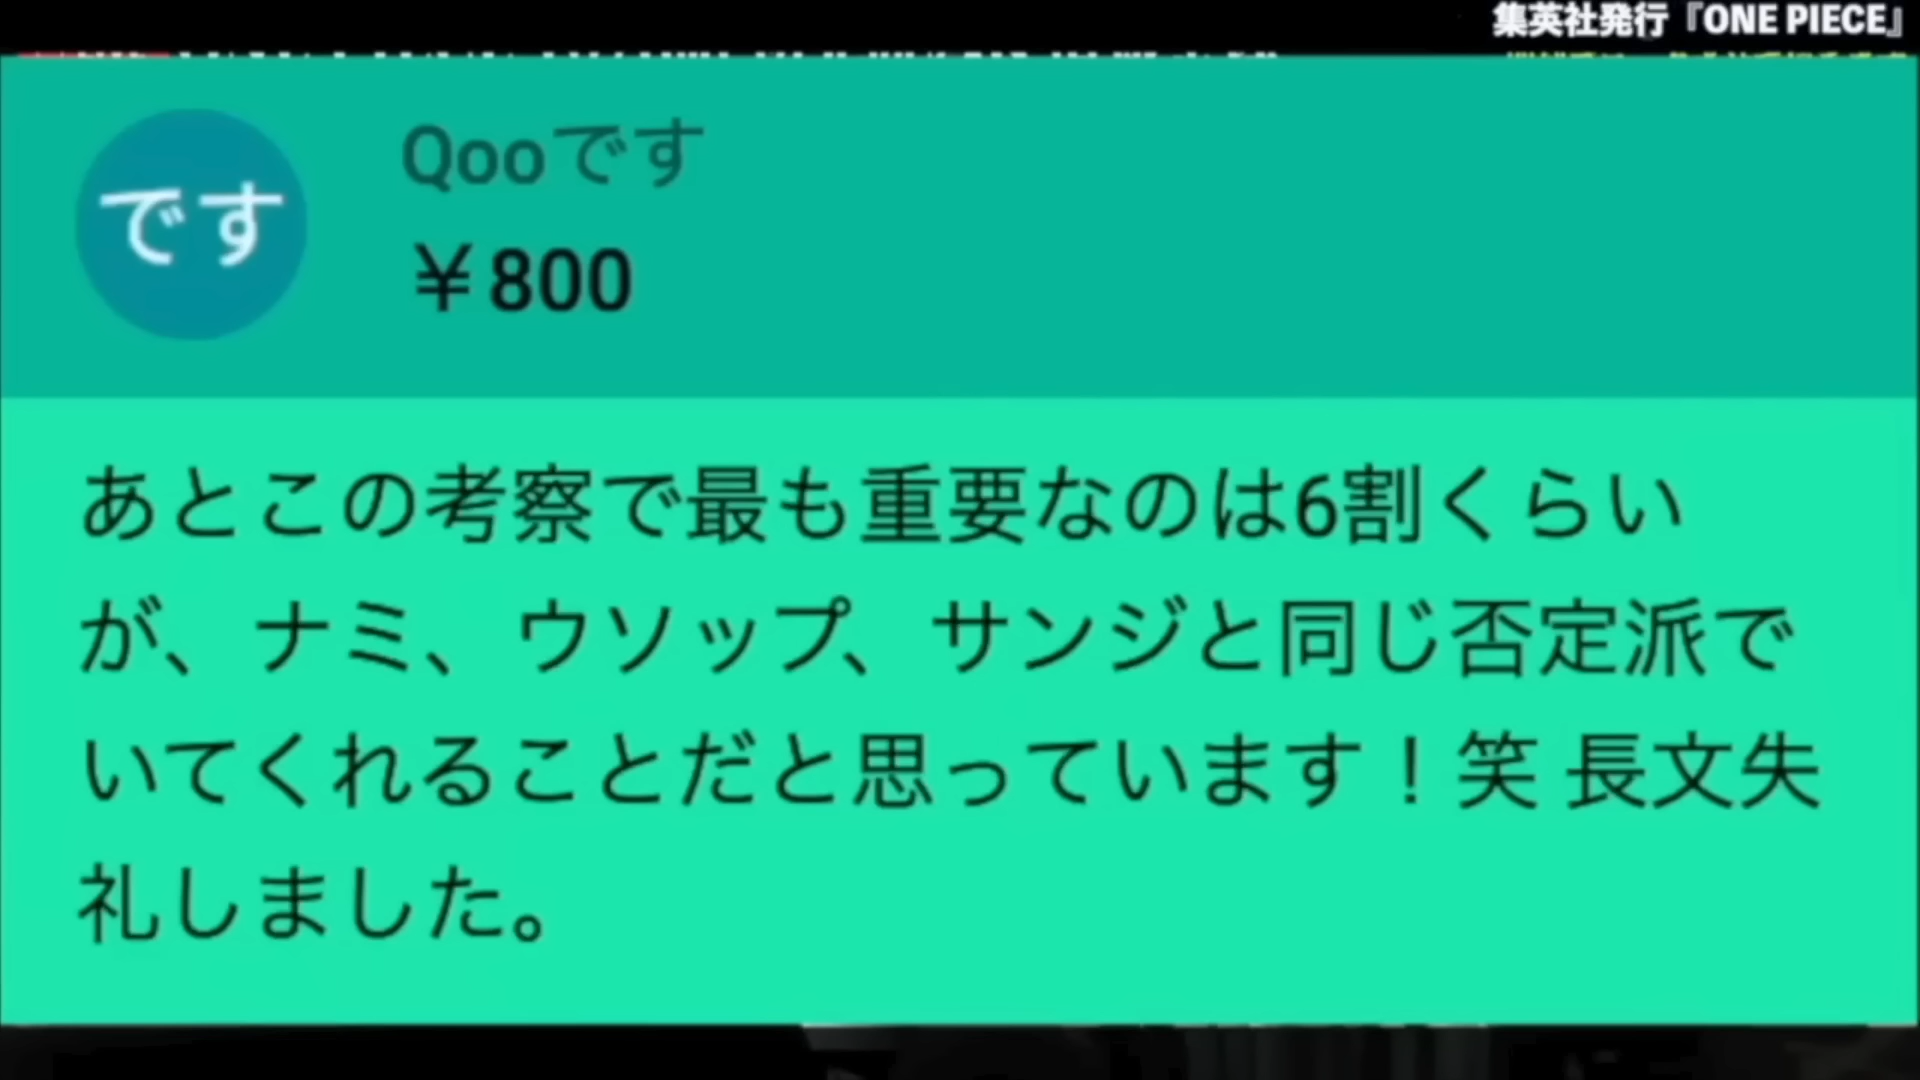 集英社発行『ONE PIECE』
です
Qooです
￥800
あとこの考察で最も重要なのは6割くらい
が、ナミ、ウソップ、サンジと同じ否定派で
いてくれることだと思っています！笑 長文失
礼しました。